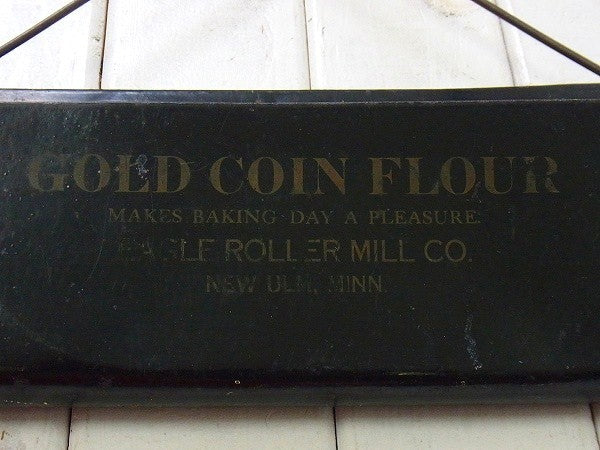 GOLD COIN FLOUR
MAKES BAKING DAY A PLEASURE.
EAGLE ROLLER MILL CO.
NEW ULM, MINN.